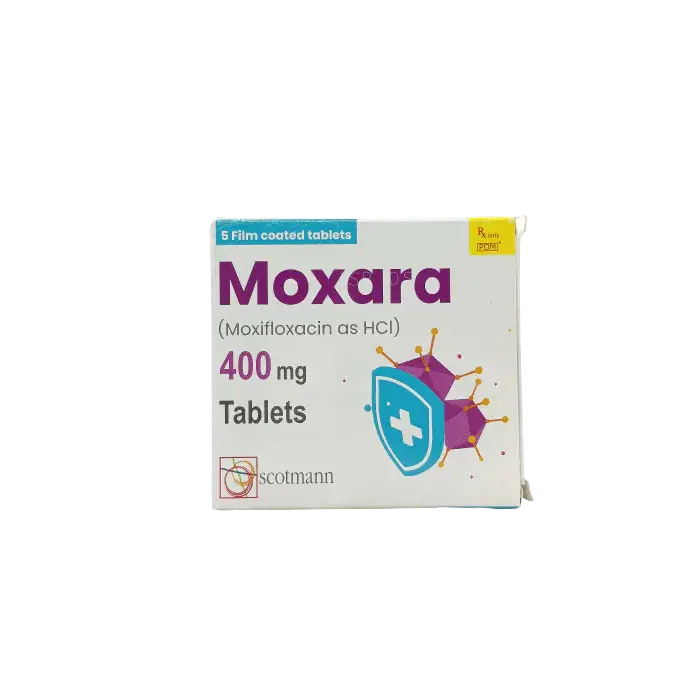 5 Film coated tablets
Rx only
POM
Moxara
(Moxifloxacin as HCl)
400 mg
Tablets
scotmann